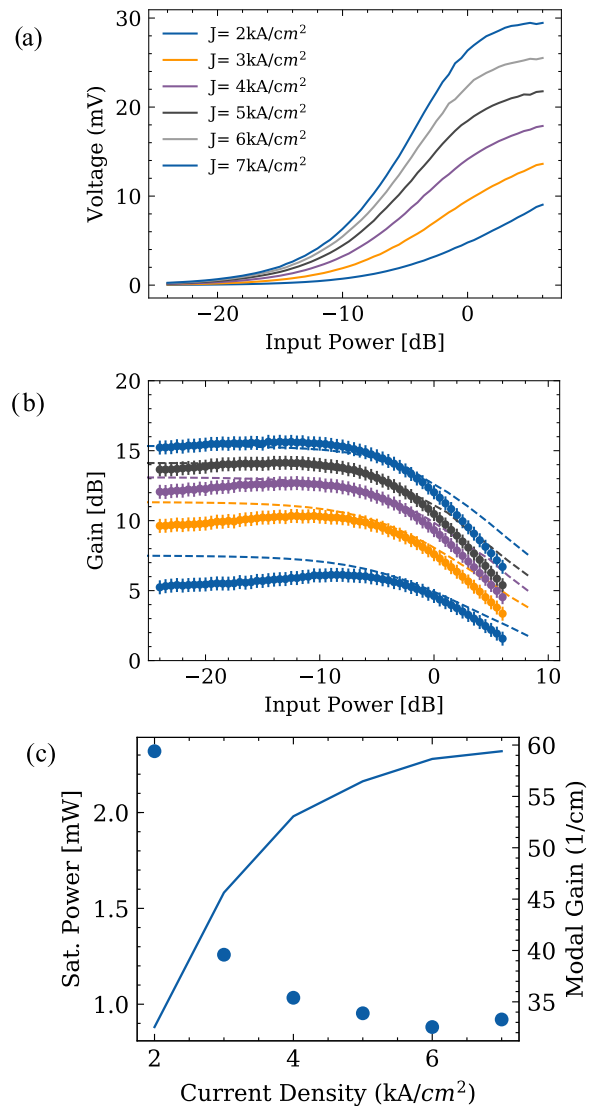 (a)
30
20
10
0
Voltage (mV)
J= 2kA/cm²
J= 3kA/cm²
J= 4kA/cm²
J= 5kA/cm²
J= 6kA/cm²
J= 7kA/cm²
−20 −10 0
Input Power [dB]
(b)
20
15
10
5
0
Gain [dB]
−20 −10 0 10
Input Power [dB]
(c)
2.0
1.5
1.0
Sat. Power [mW]
60
55
50
45
40
35
Modal Gain (1/cm)
2 4 6
Current Density (kA/cm²)